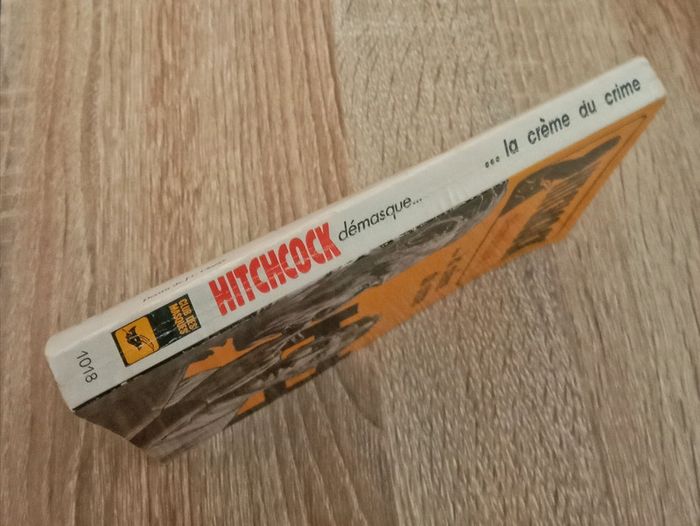 1018
CLUB DES
MASQUES
HITCHCOCK démasque...
... la crème du crime